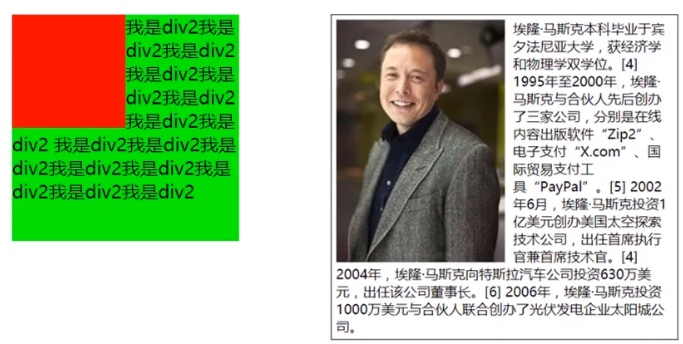 我是div2我是
div2我是div2
我是div2我是
div2我是div2
我是div2我是
div2 我是div2我是div2我是
div2我是div2我是div2我是
div2我是div2我是div2
埃隆·马斯克本科毕业于宾
夕法尼亚大学，获经济学
和物理学双学位。[4]
1995年至2000年，埃隆·
马斯克与合伙人先后创办
了三家公司，分别是在线
内容出版软件“Zip2”、
电子支付“X.com”、国
际贸易支付工
具“PayPal”。[5] 2002
年6月，埃隆·马斯克投资1
亿美元创办美国太空探索
技术公司，出任首席执行
官兼首席技术官。[4]
2004年，埃隆·马斯克向特斯拉汽车公司投资630万美
元，出任该公司董事长。[6] 2006年，埃隆·马斯克投资
1000万美元与合伙人联合创办了光伏发电企业太阳城公
司。